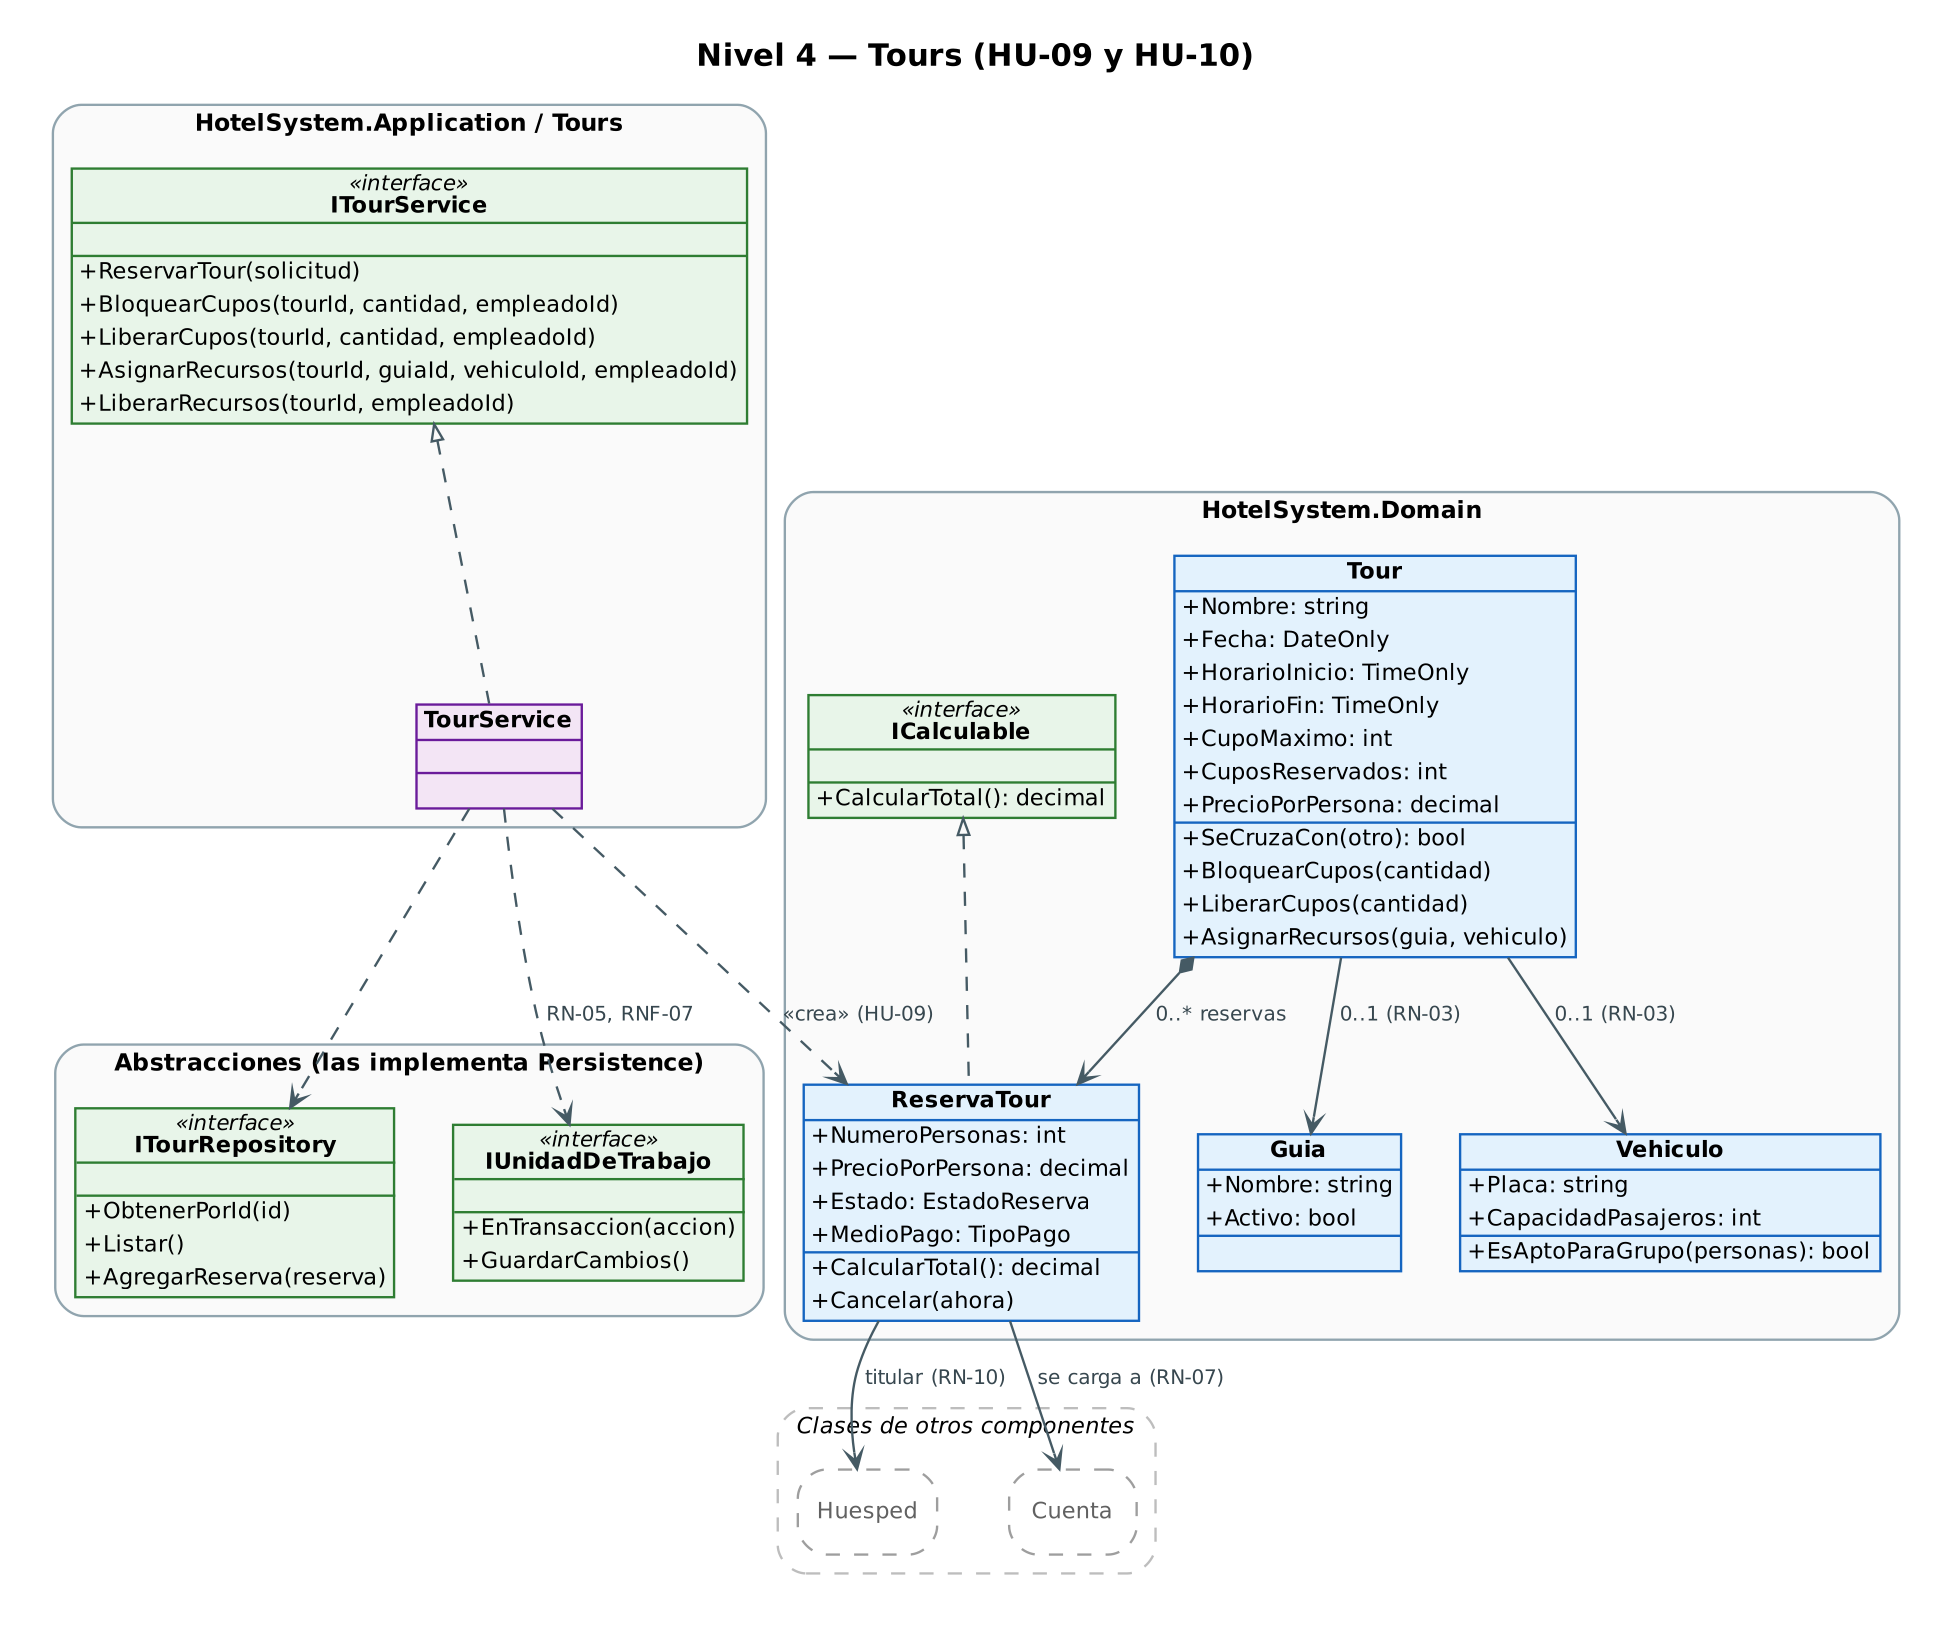 Nivel 4 — Tours (HU-09 y HU-10)
HotelSystem.Application / Tours
«interface»
ITourService
+ReservarTour(solicitud)
+BloquearCupos(tourId, cantidad, empleadoId)
+LiberarCupos(tourId, cantidad, empleadoId)
+AsignarRecursos(tourId, guiaId, vehiculoId, empleadoId)
+LiberarRecursos(tourId, empleadoId)
TourService
HotelSystem.Domain
Tour
+Nombre: string
+Fecha: DateOnly
+HorarioInicio: TimeOnly
+HorarioFin: TimeOnly
+CupoMaximo: int
+CuposReservados: int
+PrecioPorPersona: decimal
+SeCruzaCon(otro): bool
+BloquearCupos(cantidad)
+LiberarCupos(cantidad)
+AsignarRecursos(guia, vehiculo)
«interface»
ICalculable
+CalcularTotal(): decimal
RN-05, RNF-07
«crea» (HU-09)
0..* reservas
0..1 (RN-03)
0..1 (RN-03)
Abstracciones (las implementa Persistence)
«interface»
ITourRepository
+ObtenerPorId(id)
+Listar()
+AgregarReserva(reserva)
«interface»
IUnidadDeTrabajo
+EnTransaccion(accion)
+GuardarCambios()
ReservaTour
+NumeroPersonas: int
+PrecioPorPersona: decimal
+Estado: EstadoReserva
+MedioPago: TipoPago
+CalcularTotal(): decimal
+Cancelar(ahora)
Guia
+Nombre: string
+Activo: bool
Vehiculo
+Placa: string
+CapacidadPasajeros: int
+EsAptoParaGrupo(personas): bool
titular (RN-10)
se carga a (RN-07)
Clases de otros componentes
Huesped
Cuenta